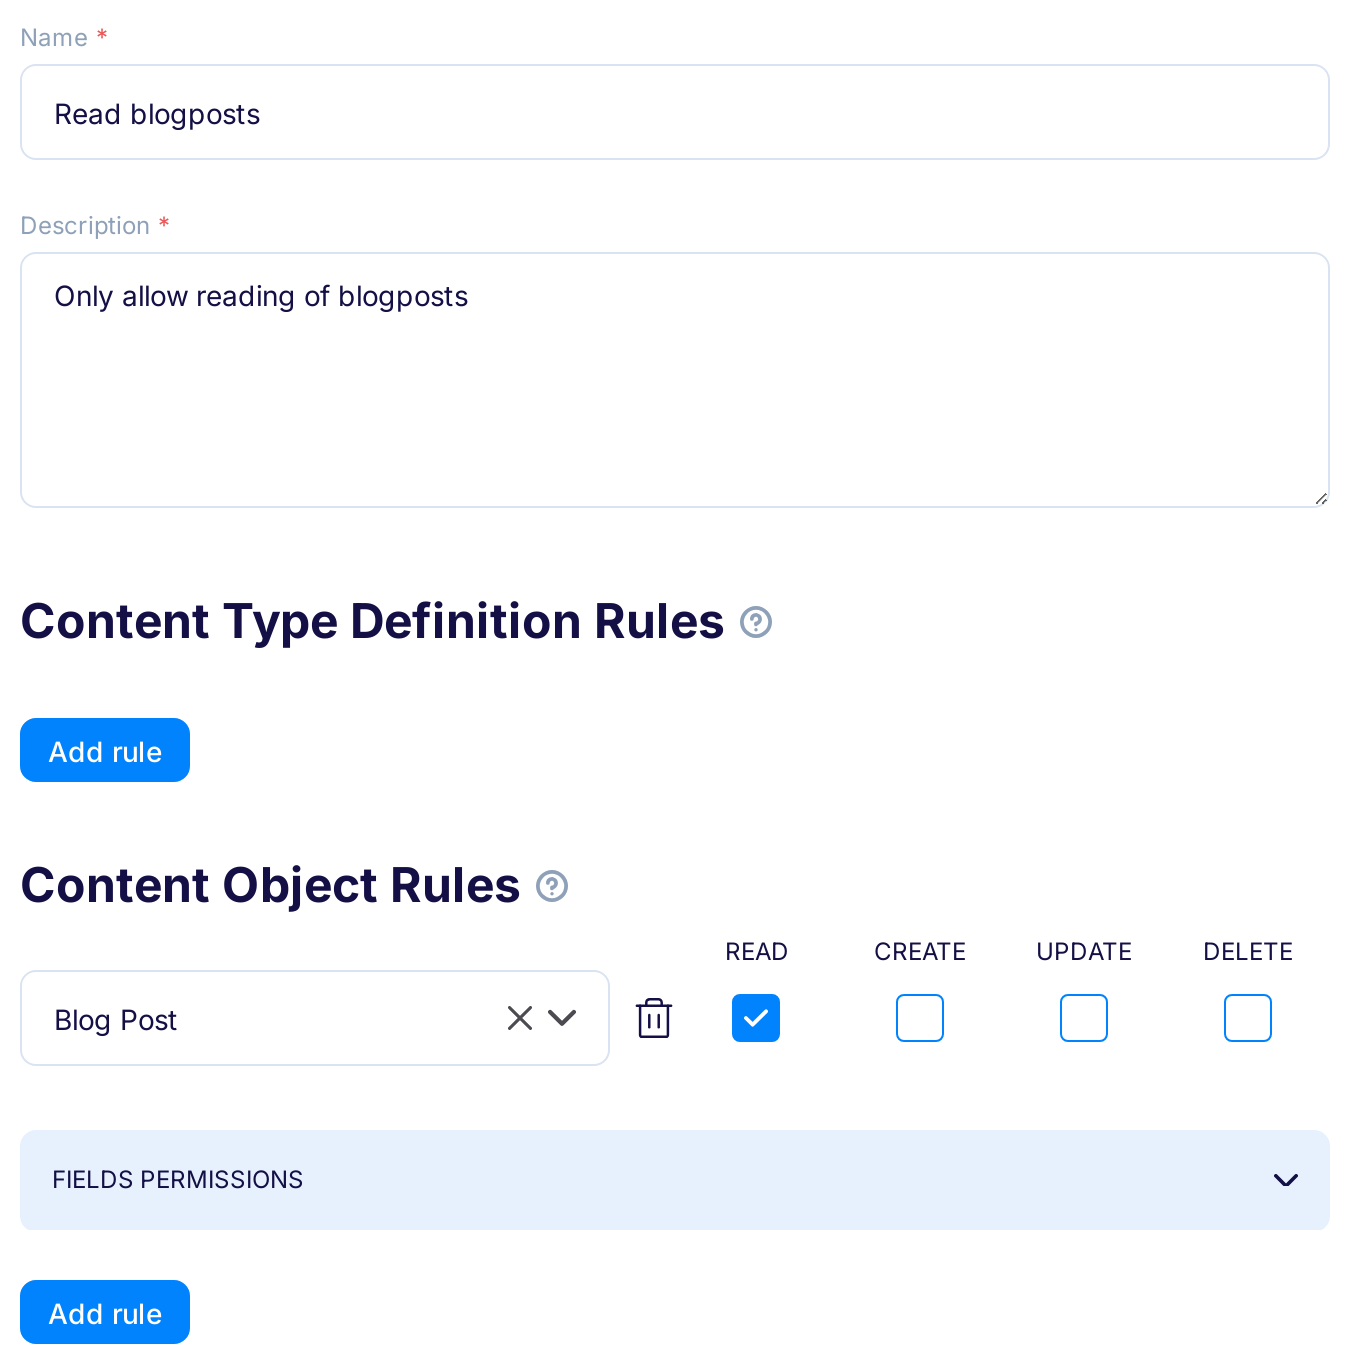 Name *
Read blogposts
Description *
Only allow reading of blogposts
Content Type Definition Rules
Add rule
Content Object Rules
READ CREATE UPDATE DELETE
Blog Post
FIELDS PERMISSIONS
Add rule